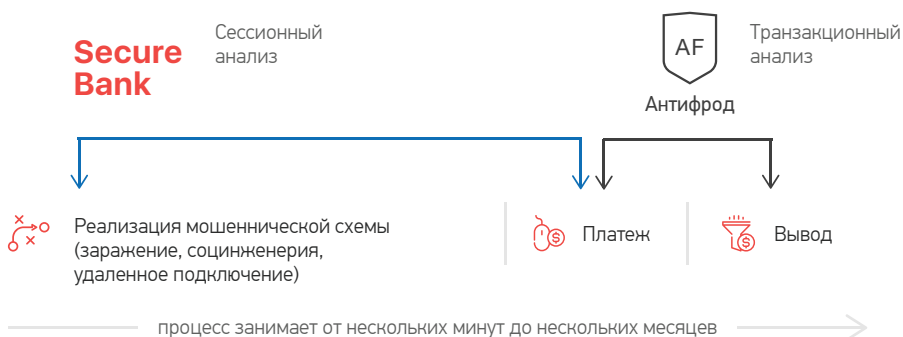 Secure
Bank
Сессионный
анализ
AF
Антифрод
Транзакционный
анализ
Реализация мошеннической схемы
(заражение, социнженерия,
удаленное подключение)
$
Платеж
$
Вывод
процесс занимает от нескольких минут до нескольких месяцев